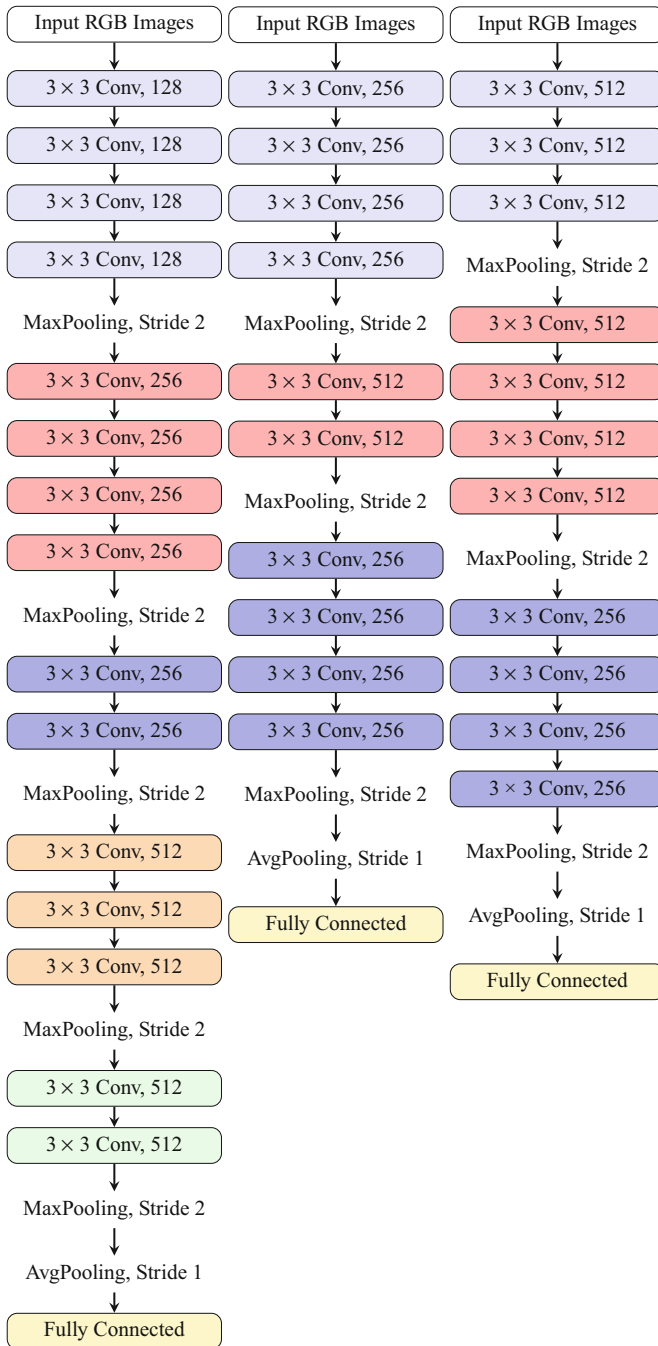 Input RGB Images
3 × 3 Conv, 128
3 × 3 Conv, 128
3 × 3 Conv, 128
3 × 3 Conv, 128
MaxPooling, Stride 2
3 × 3 Conv, 256
3 × 3 Conv, 256
3 × 3 Conv, 256
3 × 3 Conv, 256
MaxPooling, Stride 2
3 × 3 Conv, 256
3 × 3 Conv, 256
MaxPooling, Stride 2
3 × 3 Conv, 512
3 × 3 Conv, 512
3 × 3 Conv, 512
MaxPooling, Stride 2
3 × 3 Conv, 512
3 × 3 Conv, 512
MaxPooling, Stride 2
AvgPooling, Stride 1
Fully Connected
Input RGB Images
3 × 3 Conv, 256
3 × 3 Conv, 256
3 × 3 Conv, 256
3 × 3 Conv, 256
MaxPooling, Stride 2
3 × 3 Conv, 512
3 × 3 Conv, 512
MaxPooling, Stride 2
3 × 3 Conv, 256
3 × 3 Conv, 256
3 × 3 Conv, 256
3 × 3 Conv, 256
MaxPooling, Stride 2
AvgPooling, Stride 1
Fully Connected
Input RGB Images
3 × 3 Conv, 512
3 × 3 Conv, 512
3 × 3 Conv, 512
MaxPooling, Stride 2
3 × 3 Conv, 512
3 × 3 Conv, 512
3 × 3 Conv, 512
3 × 3 Conv, 512
MaxPooling, Stride 2
3 × 3 Conv, 256
3 × 3 Conv, 256
3 × 3 Conv, 256
3 × 3 Conv, 256
MaxPooling, Stride 2
AvgPooling, Stride 1
Fully Connected